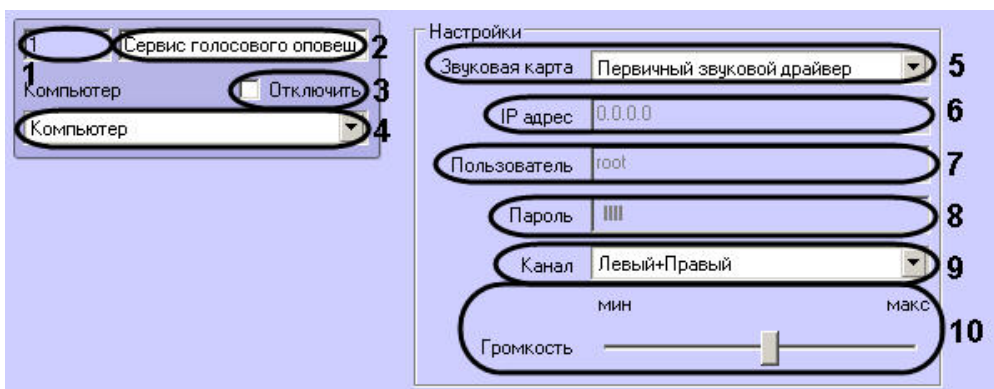 1 Сервис голосового оповещ 2
1
Компьютер Отключить 3
Компьютер 4
Настройки
Звуковая карта Первичный звуковой драйвер 5
IP адрес 0.0.0.0 6
Пользователь root 7
Пароль 8
Канал Левый+Правый 9
мин макс
Громкость 10